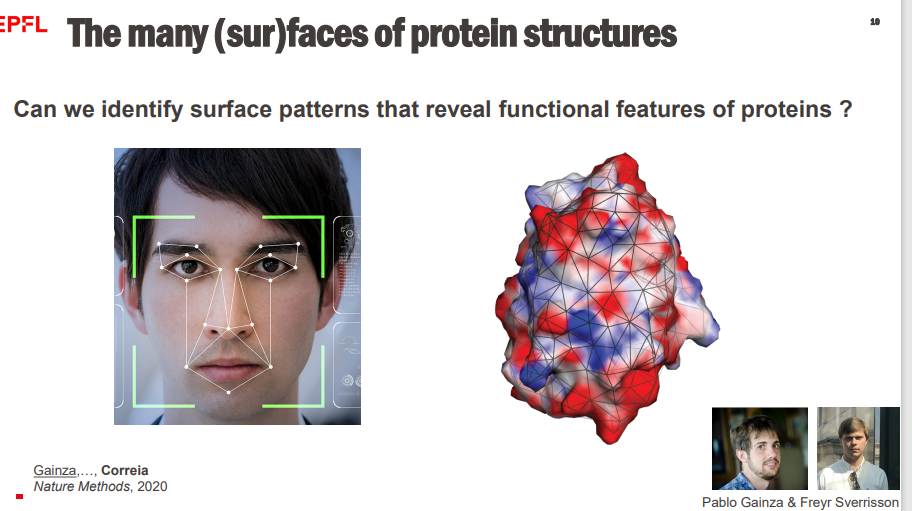 EPFL
The many (sur)faces of protein structures
10
Can we identify surface patterns that reveal functional features of proteins ?
Gainza,…, Correia
Nature Methods, 2020
Pablo Gainza & Freyr Sverrisson